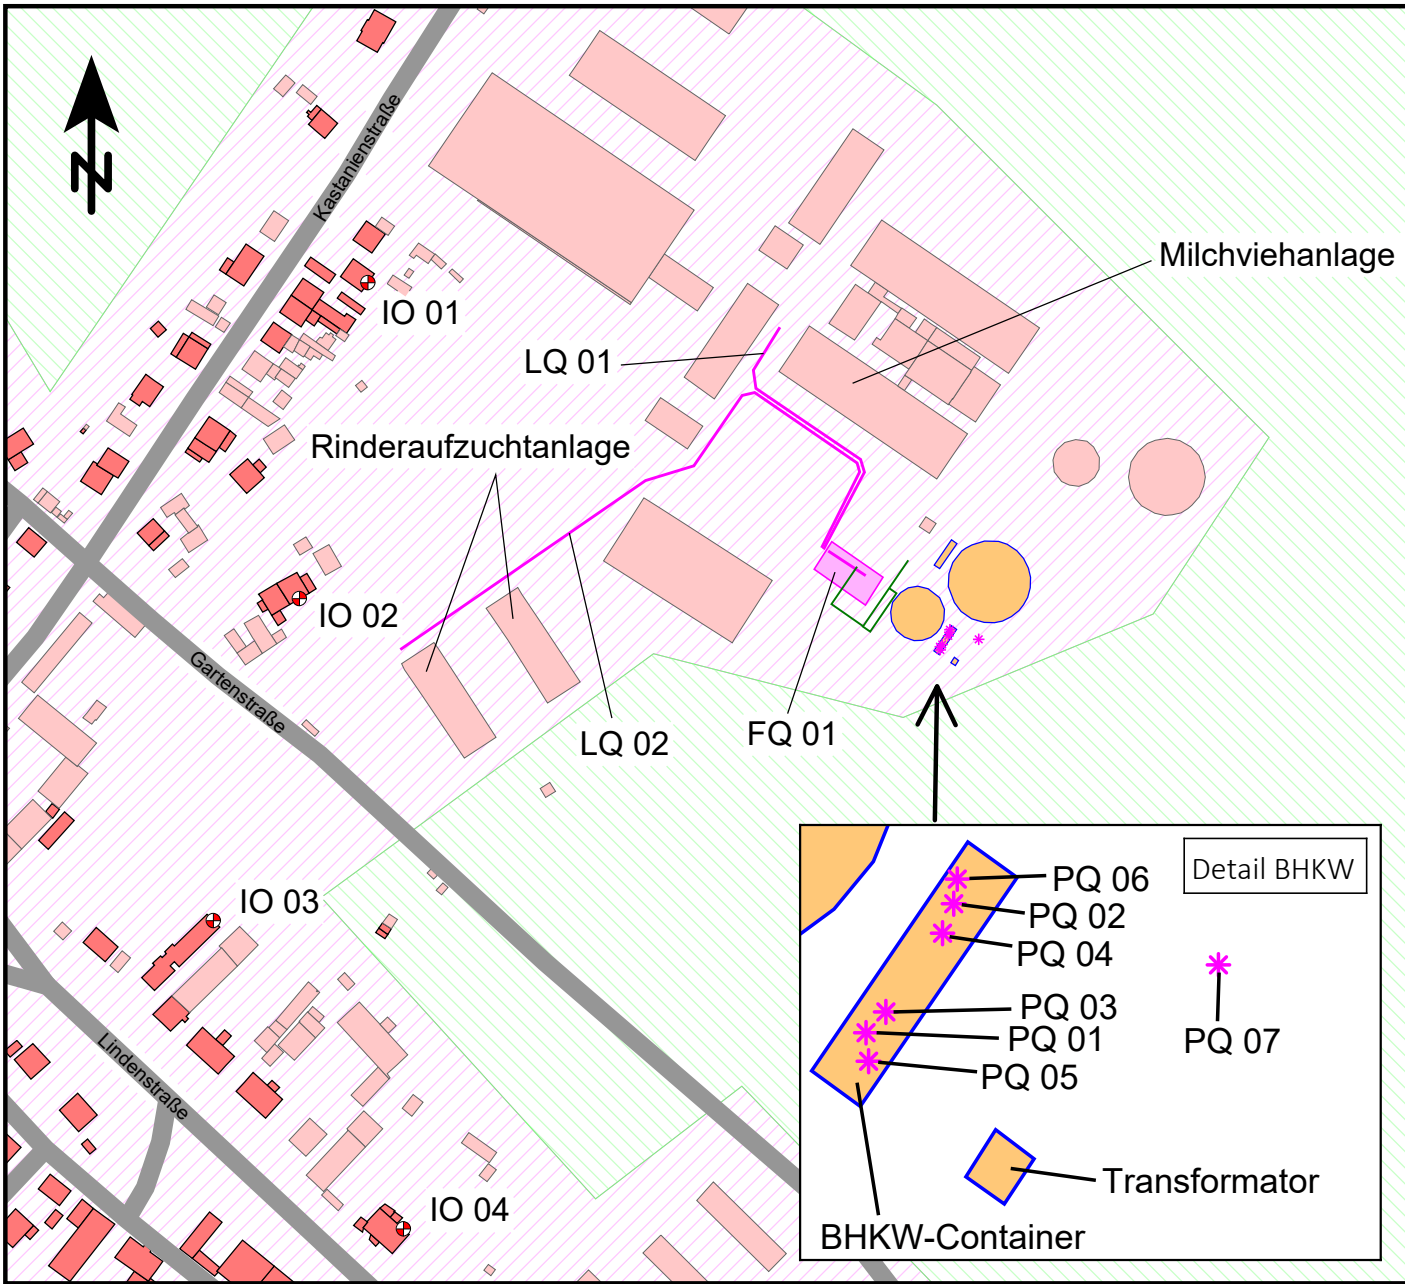 N
Kastanienstraße
Milchviehanlage
IO 01
LQ 01
Rinderaufzuchtanlage
IO 02
Gartenstraße
LQ 02
FQ 01
IO 03
Detail BHKW
PQ 06
PQ 02
PQ 04
PQ 03
PQ 01
PQ 05
PQ 07
Lindenstraße
Transformator
IO 04
BHKW-Container